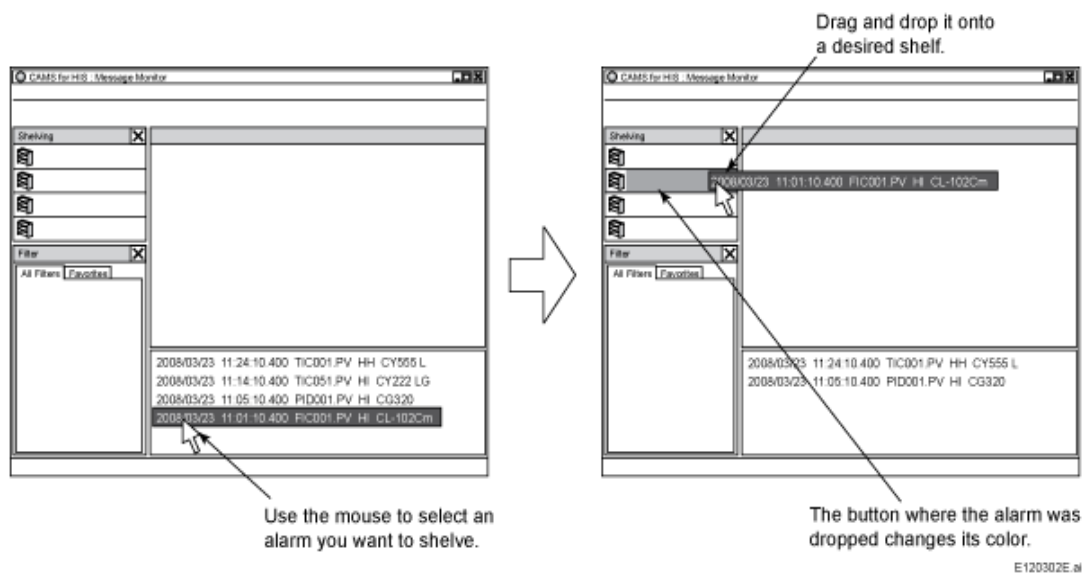 Drag and drop it onto
a desired shelf.
CAMS for HIS : Message Monitor
Shelving
Filter
All Filters Favorites
2008/03/23 11:24:10.400 TIC001.PV HH CY555 L
2008/03/23 11:14:10.400 TIC051.PV HI CY222 LG
2008/03/23 11:05:10.400 PID001.PV HI CG320
2008/03/23 11:01:10.400 FIC001.PV HI CL-102Cm
Use the mouse to select an
alarm you want to shelve.
CAMS for HIS : Message Monitor
Shelving
2008/03/23 11:01:10.400 FIC001.PV HI CL-102Cm
Filter
All Filters Favorites
2008/03/23 11:24:10.400 TIC001.PV HH CY555 L
2008/03/23 11:05:10.400 PID001.PV HI CG320
The button where the alarm was
dropped changes its color.
E120302E.ai